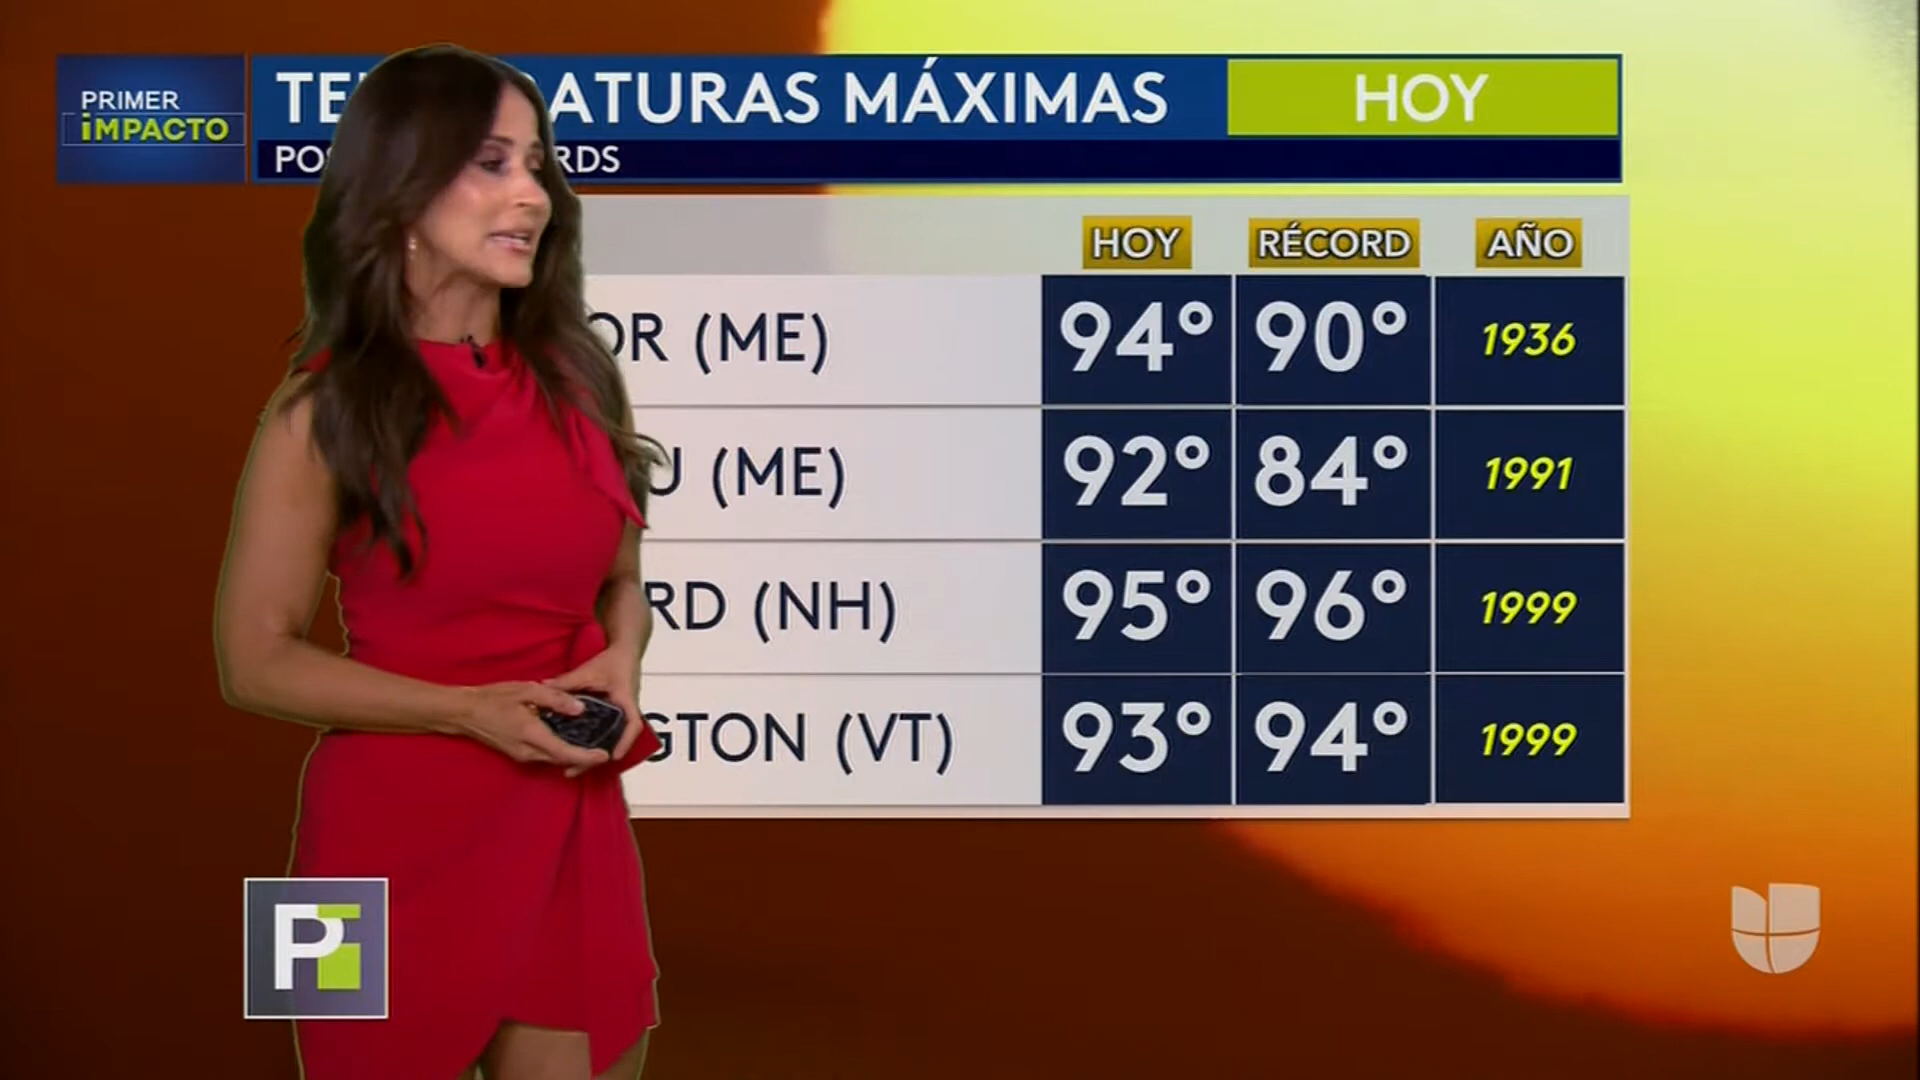 PRIMER
iMPACTO
TE ATURAS MÁXIMAS
HOY
PO RDS
HOY RÉCORD AÑO
OR (ME) 94° 90° 1936
U (ME) 92° 84° 1991
RD (NH) 95° 96° 1999
GTON (VT) 93° 94° 1999
PI